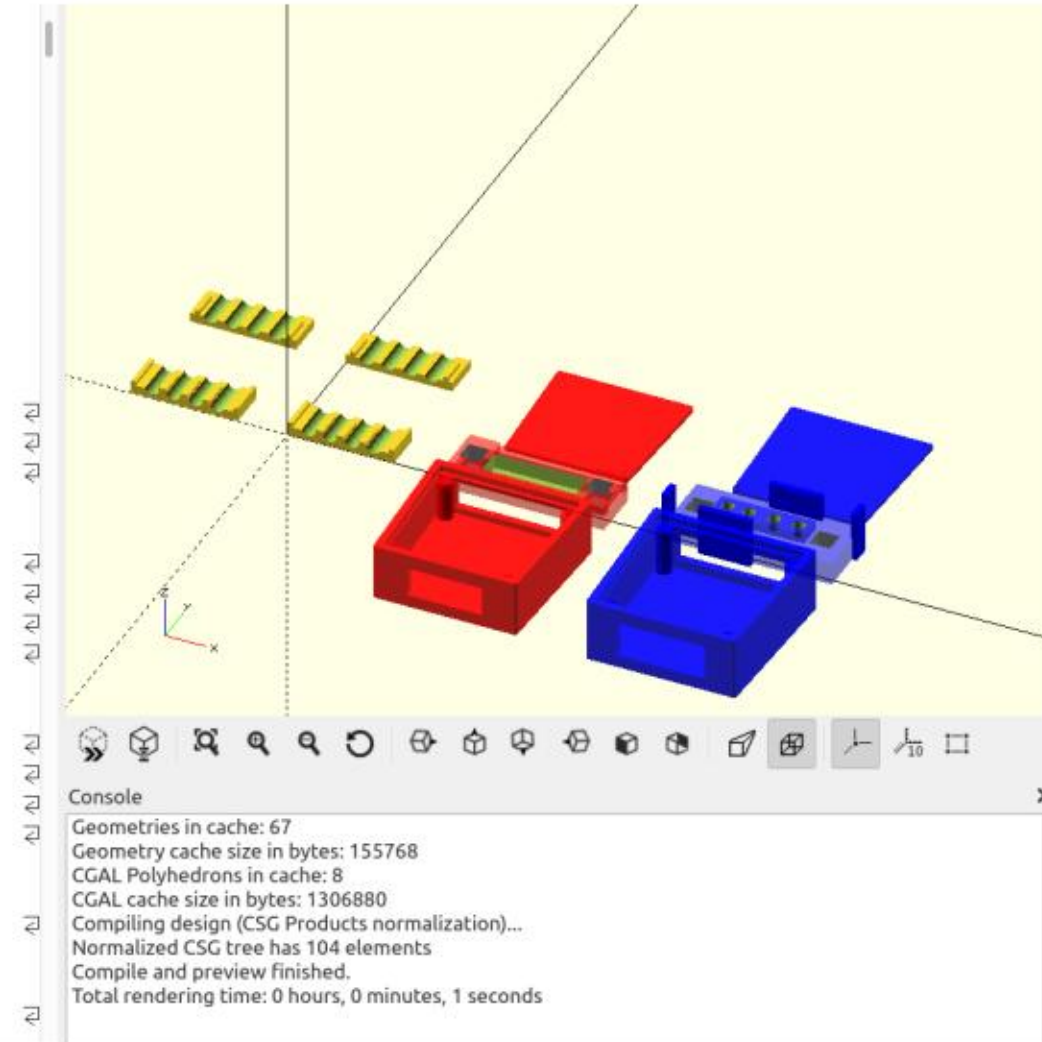 Z
Y
X
10
Console
Geometries in cache: 67
Geometry cache size in bytes: 155768
CGAL Polyhedrons in cache: 8
CGAL cache size in bytes: 1306880
Compiling design (CSG Products normalization)...
Normalized CSG tree has 104 elements
Compile and preview finished.
Total rendering time: 0 hours, 0 minutes, 1 seconds